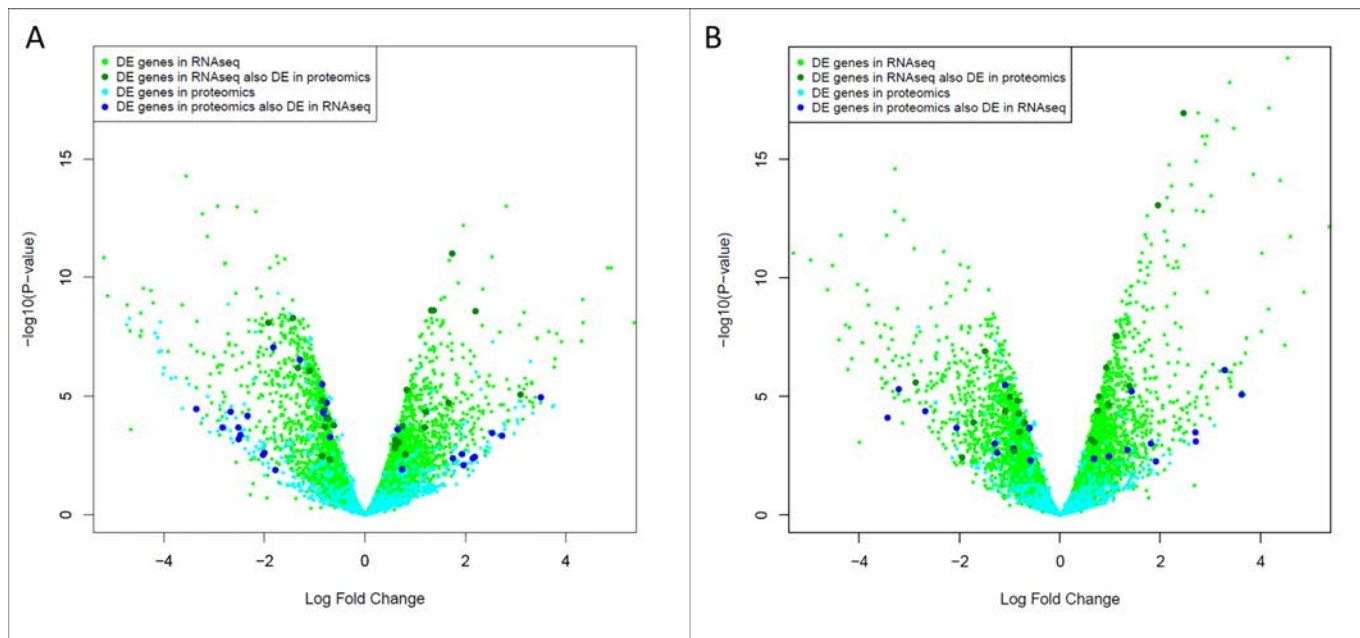 A
DE genes in RNAseq
DE genes in RNAseq also DE in proteomics
DE genes in proteomics
DE genes in proteomics also DE in RNAseq
−log10(P−value)
15
10
5
0
−4 −2 0 2 4
Log Fold Change
B
DE genes in RNAseq
DE genes in RNAseq also DE in proteomics
DE genes in proteomics
DE genes in proteomics also DE in RNAseq
−log10(P−value)
15
10
5
0
−4 −2 0 2 4
Log Fold Change